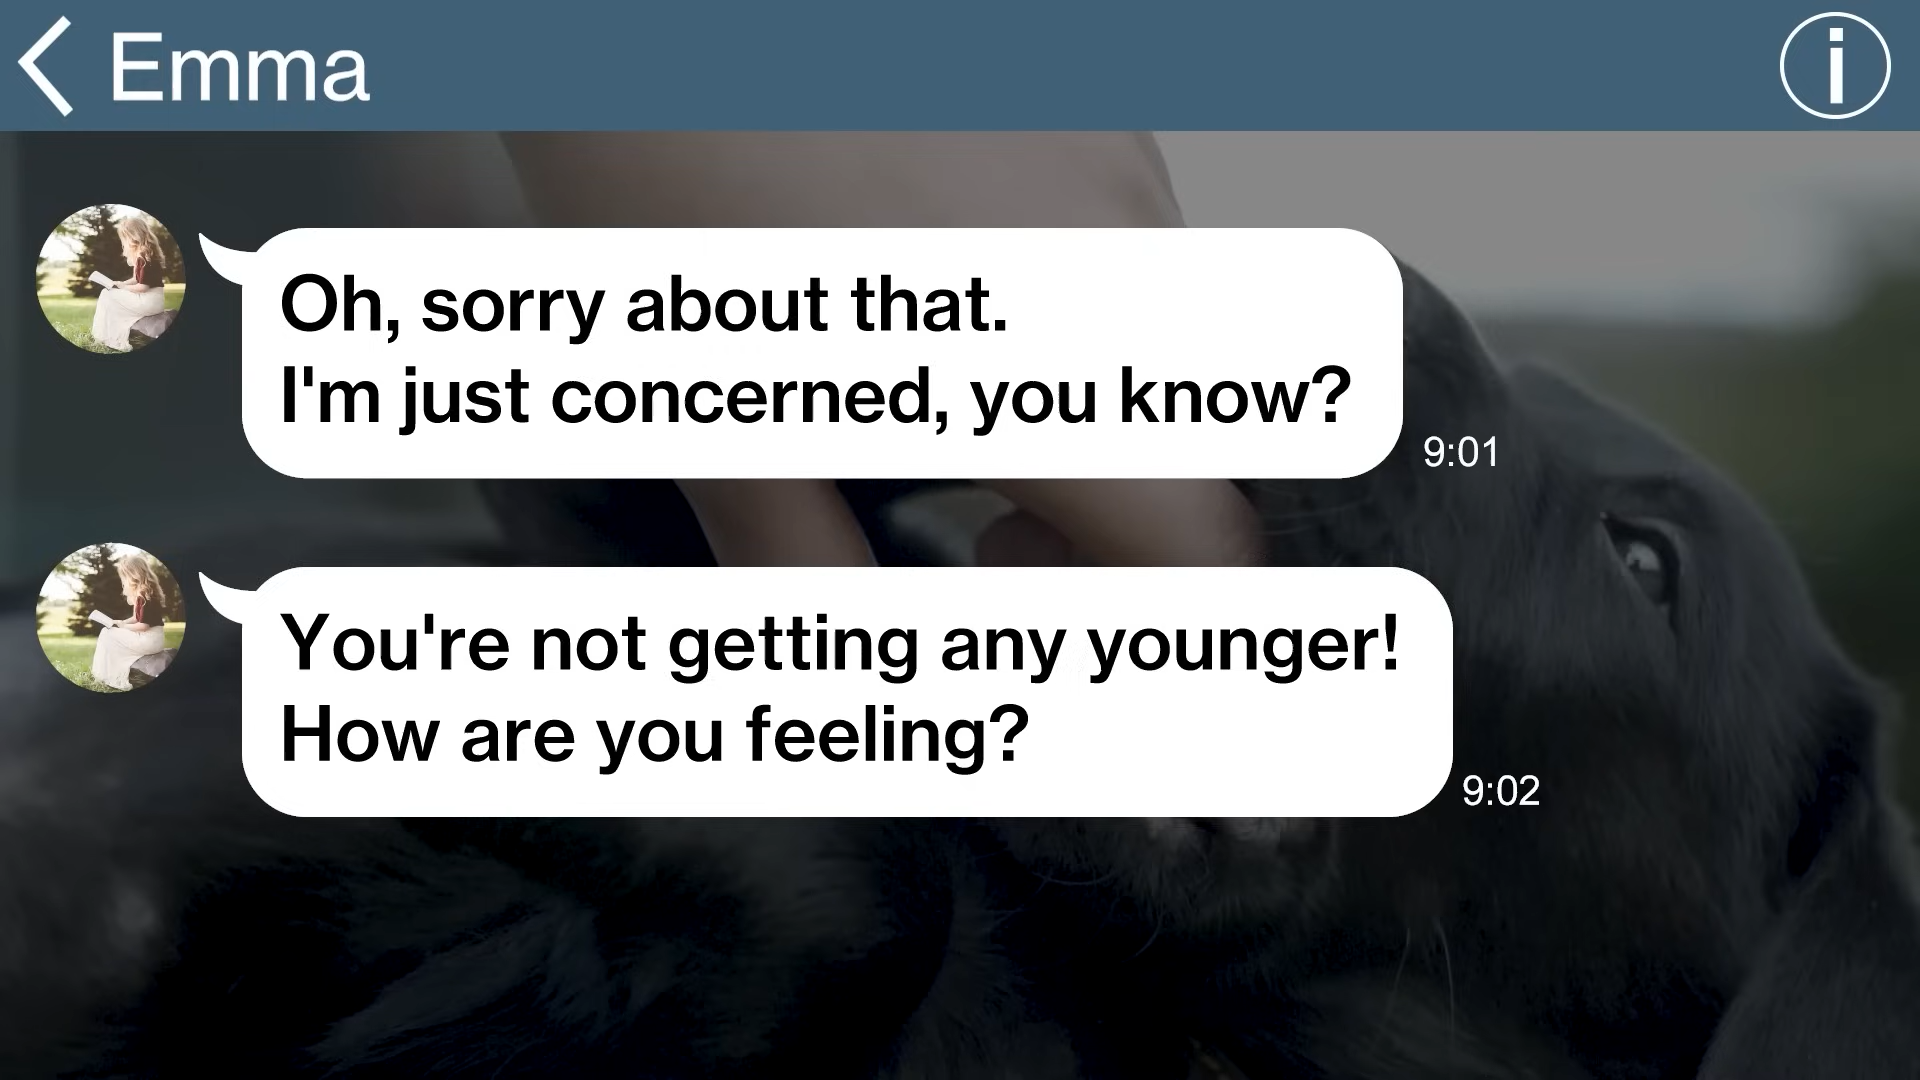 Emma
i
Oh, sorry about that.
I'm just concerned, you know?
9:01
You're not getting any younger!
How are you feeling?
9:02